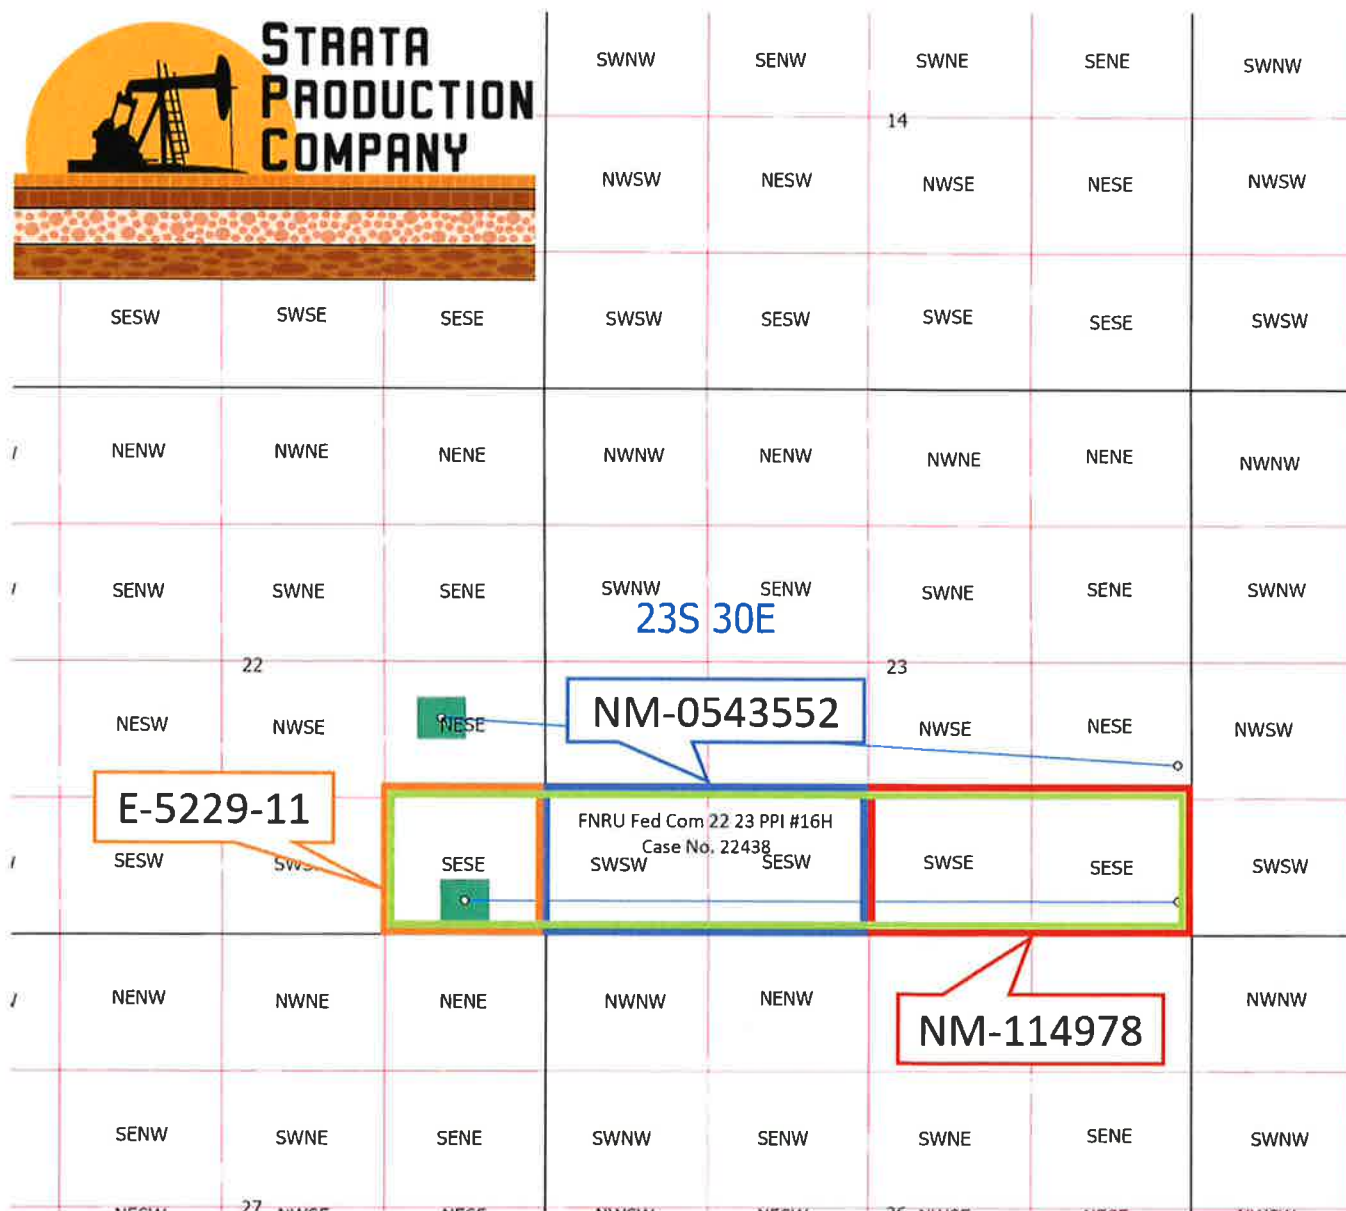 STRATA
PRODUCTION
COMPANY
SWNW SENW SWNE SENE SWNW
14
NWSW NESW NWSE NESE NWSW
SESW SWSE SESE SWSW SESW SWSE SESE SWSW
NENW NWNE NENE NWNW NENW NWNE NENE NWNW
SENW SWNE SENE SWNW SENW SWNE SENE SWNW
23S 30E
22 23
NESW NWSE NESE NM-0543552 NWSE NESE NWSW
E-5229-11
FNRU Fed Com 22 23 PPI #16H
Case No. 22438
SESW SESE SWSW SESW SWSE SESE SWSW
NENW NWNE NENE NWNW NENW NWNW
NM-114978
SENW SWNE SENE SWNW SENW SWNE SENE SWNW
27